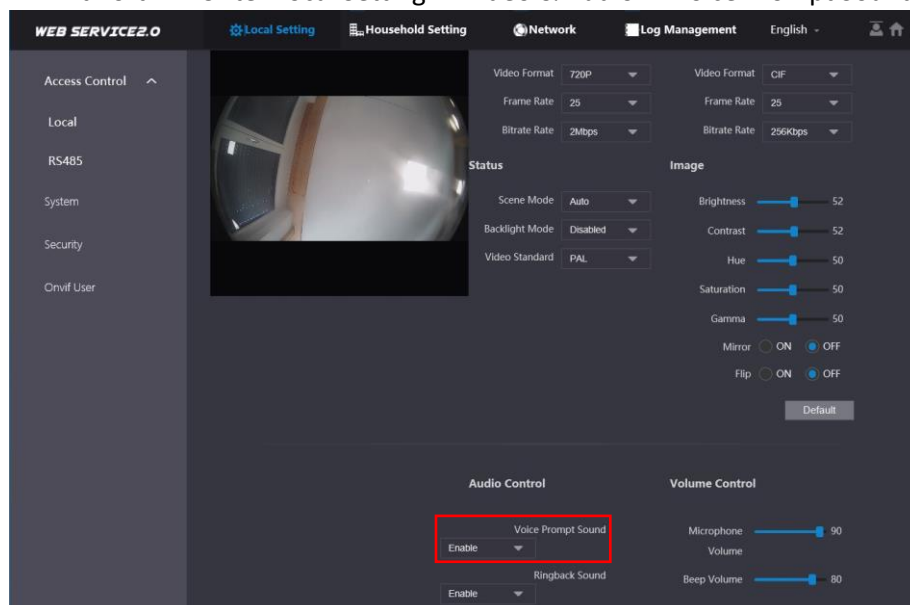 WEB SERVICE2.0
Local Setting
Household Setting
Network
Log Management
English
Access Control
Local
RS485
System
Security
Onvif User
Video Format 720P
Frame Rate 25
Bitrate Rate 2Mbps
Video Format CIF
Frame Rate 25
Bitrate Rate 256Kbps
Status
Scene Mode Auto
Backlight Mode Disabled
Video Standard PAL
Image
Brightness 52
Contrast 52
Hue 50
Saturation 50
Gamma 50
Mirror ON OFF
Flip ON OFF
Default
Audio Control
Voice Prompt Sound
Enable
Ringback Sound
Enable
Volume Control
Microphone 90
Volume
Beep Volume 80